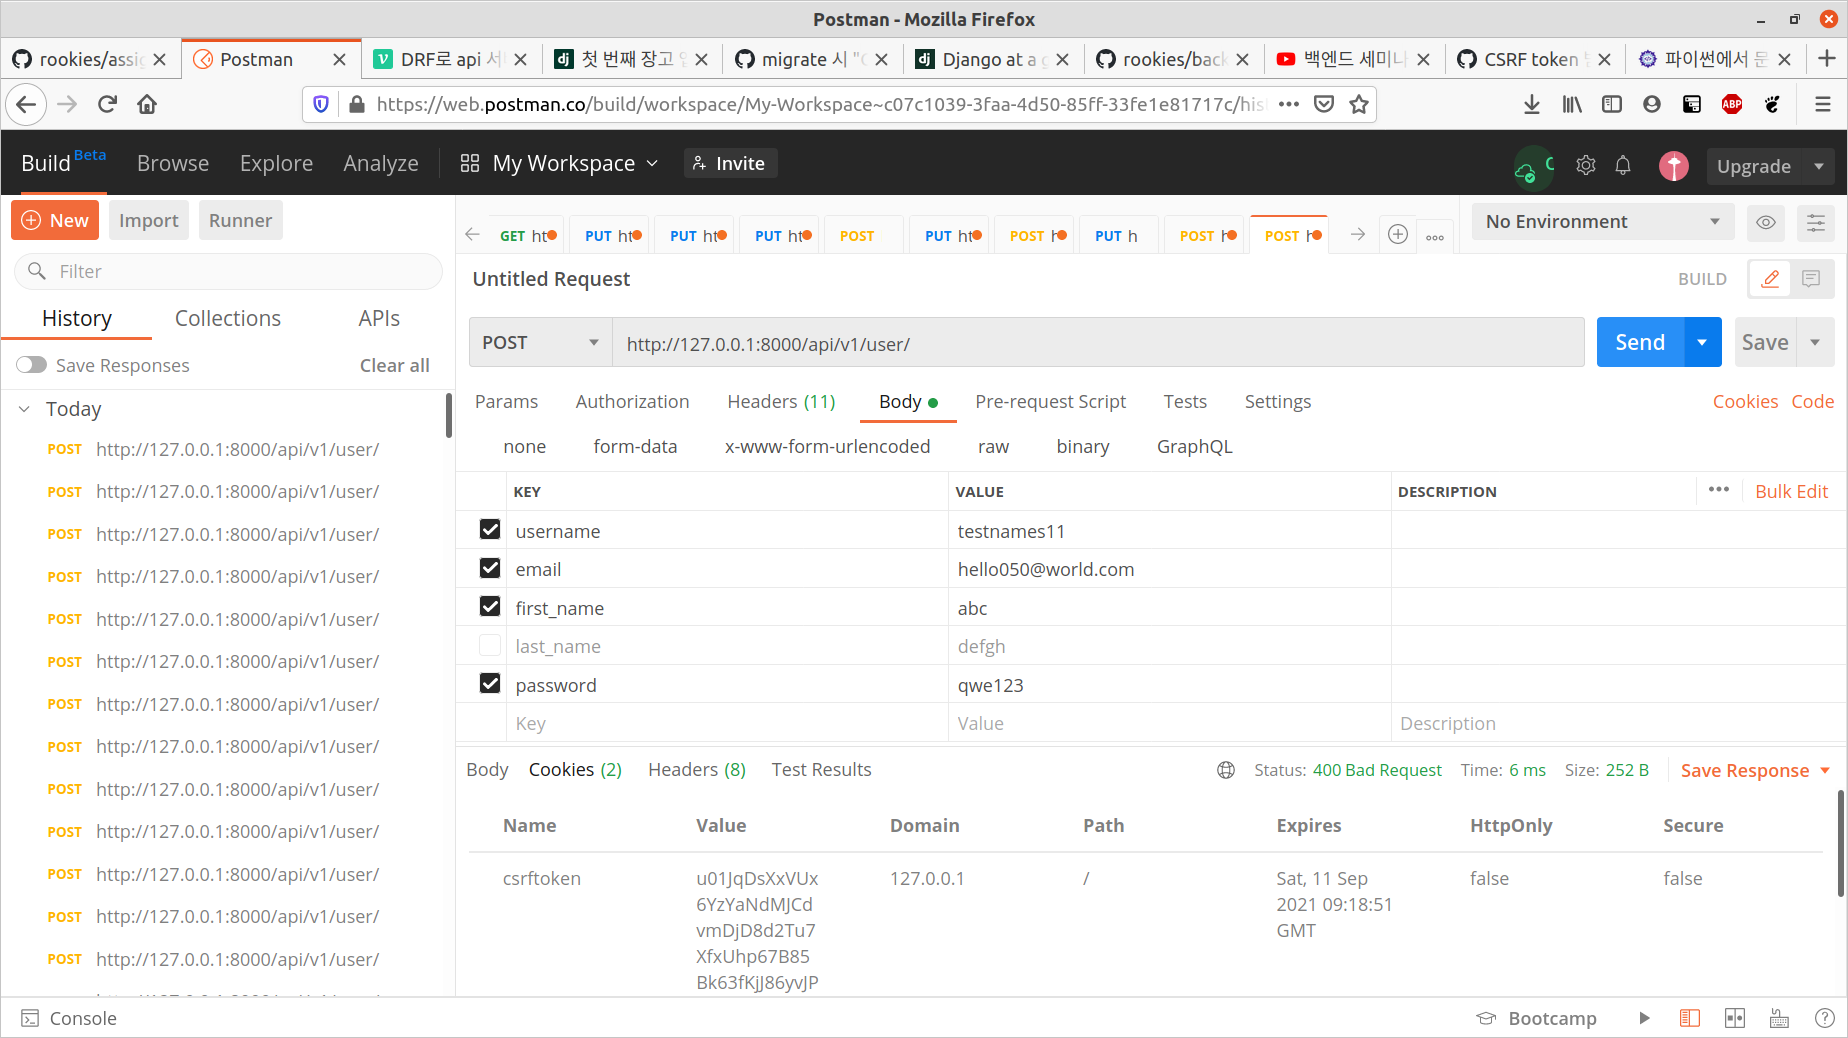 Postman - Mozilla Firefox
rookies/assig
Postman
DRF로 api 서
첫 번째 장고
migrate 시 "
Django at a g
rookies/back
백엔드 세미나
CSRF token
파이썬에서 문
https://web.postman.co/build/workspace/My-Workspace~c07c1039-3faa-4d50-85ff-33fe1e81717c/his
ABP
Build Beta
Browse
Explore
Analyze
My Workspace
Invite
Upgrade
New
Import
Runner
GET ht
PUT ht
PUT ht
PUT ht
POST
PUT ht
POST h
PUT h
POST h
POST h
No Environment
Filter
Untitled Request
BUILD
History
Collections
APIs
POST
http://127.0.0.1:8000/api/v1/user/
Send
Save
Save Responses
Clear all
Params
Authorization
Headers (11)
Body
Pre-request Script
Tests
Settings
Cookies
Code
Today
none
form-data
x-www-form-urlencoded
raw
binary
GraphQL
POST http://127.0.0.1:8000/api/v1/user/
POST http://127.0.0.1:8000/api/v1/user/
POST http://127.0.0.1:8000/api/v1/user/
POST http://127.0.0.1:8000/api/v1/user/
POST http://127.0.0.1:8000/api/v1/user/
POST http://127.0.0.1:8000/api/v1/user/
POST http://127.0.0.1:8000/api/v1/user/
POST http://127.0.0.1:8000/api/v1/user/
POST http://127.0.0.1:8000/api/v1/user/
POST http://127.0.0.1:8000/api/v1/user/
POST http://127.0.0.1:8000/api/v1/user/
POST http://127.0.0.1:8000/api/v1/user/
POST http://127.0.0.1:8000/api/v1/user/
KEY
VALUE
DESCRIPTION
Bulk Edit
username
testnames11
email
hello050@world.com
first_name
abc
last_name
defgh
password
qwe123
Key
Value
Description
Body
Cookies (2)
Headers (8)
Test Results
Status: 400 Bad Request
Time: 6 ms
Size: 252 B
Save Response
Name
Value
Domain
Path
Expires
HttpOnly
Secure
csrftoken
u01JqDsXxVUx
6YzYaNdMJCd
vmDjD8d2Tu7
XfxUhp67B85
Bk63fKjJ86yvJP
127.0.0.1
/
Sat, 11 Sep
2021 09:18:51
GMT
false
false
Console
Bootcamp